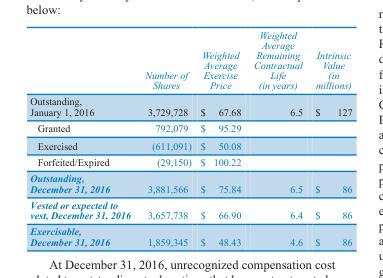 below:
Weighted
Average
Weighted Remaining Intrinsic
Average Contractual Value
Number of Exercise Life (in
Shares Price (in years) millions)
Outstanding,
January 1, 2016 3,729,728 $ 67.68 6.5 $ 127
Granted 792,079 $ 95.29
Exercised (611,091) $ 50.08
Forfeited/Expired (29,150) $ 100.22
Outstanding,
December 31, 2016 3,881,566 $ 75.84 6.5 $ 86
Vested or expected to
vest, December 31, 2016 3,657,738 $ 66.90 6.4 $ 86
Exercisable,
December 31, 2016 1,859,345 $ 48.43 4.6 $ 86
At December 31, 2016, unrecognized compensation cost